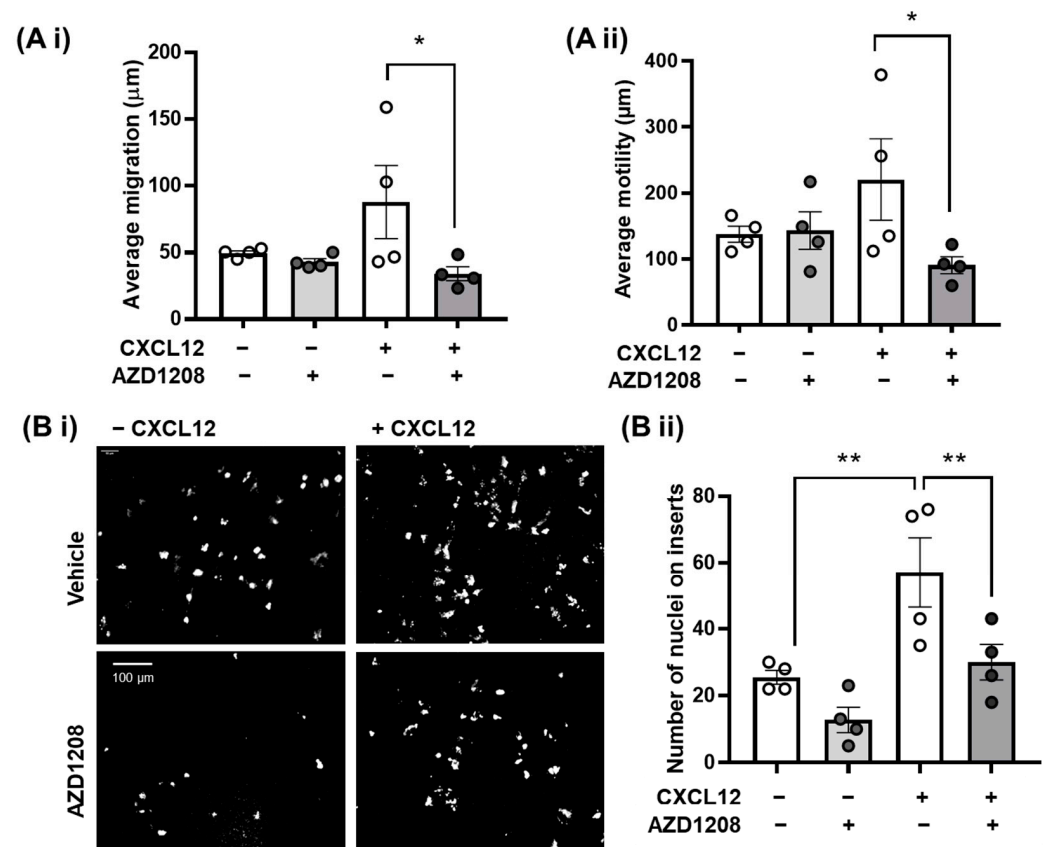 (A i)
*
Average migration (μm)
200
150
100
50
0
CXCL12 − − + +
AZD1208 − + − +
(A ii)
*
Average motility (μm)
400
300
200
100
0
CXCL12 − − + +
AZD1208 − + − +
(B i)
− CXCL12
+ CXCL12
Vehicle
AZD1208
100 μm
(B ii)
** **
Number of nuclei on inserts
80
60
40
20
0
CXCL12 − − + +
AZD1208 − + − +